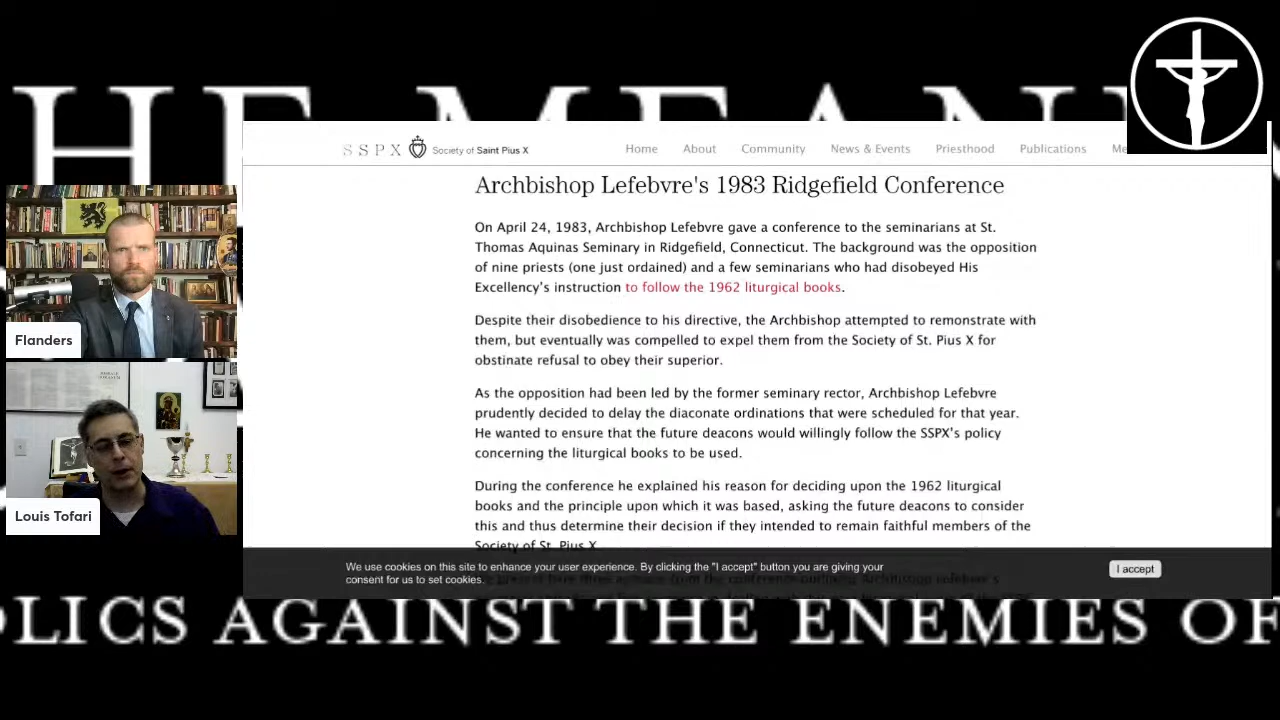 HE MEAN
SSPX Society of Saint Pius X
Home About Community News & Events Priesthood Publications Me
Archbishop Lefebvre's 1983 Ridgefield Conference
On April 24, 1983, Archbishop Lefebvre gave a conference to the seminarians at St.
Thomas Aquinas Seminary in Ridgefield, Connecticut. The background was the opposition
of nine priests (one just ordained) and a few seminarians who had disobeyed His
Excellency's instruction to follow the 1962 liturgical books.
Despite their disobedience to his directive, the Archbishop attempted to remonstrate with
them, but eventually was compelled to expel them from the Society of St. Pius X for
obstinate refusal to obey their superior.
As the opposition had been led by the former seminary rector, Archbishop Lefebvre
prudently decided to delay the diaconate ordinations that were scheduled for that year.
He wanted to ensure that the future deacons would willingly follow the SSPX's policy
concerning the liturgical books to be used.
During the conference he explained his reason for deciding upon the 1962 liturgical
books and the principle upon which it was based, asking the future deacons to consider
this and thus determine their decision if they intended to remain faithful members of the
Society of St. Pius X.
We use cookies on this site to enhance your user experience. By clicking the "I accept" button you are giving your
consent for us to set cookies.
I accept
Flanders
Louis Tofari
OLICS AGAINST THE ENEMIES OF